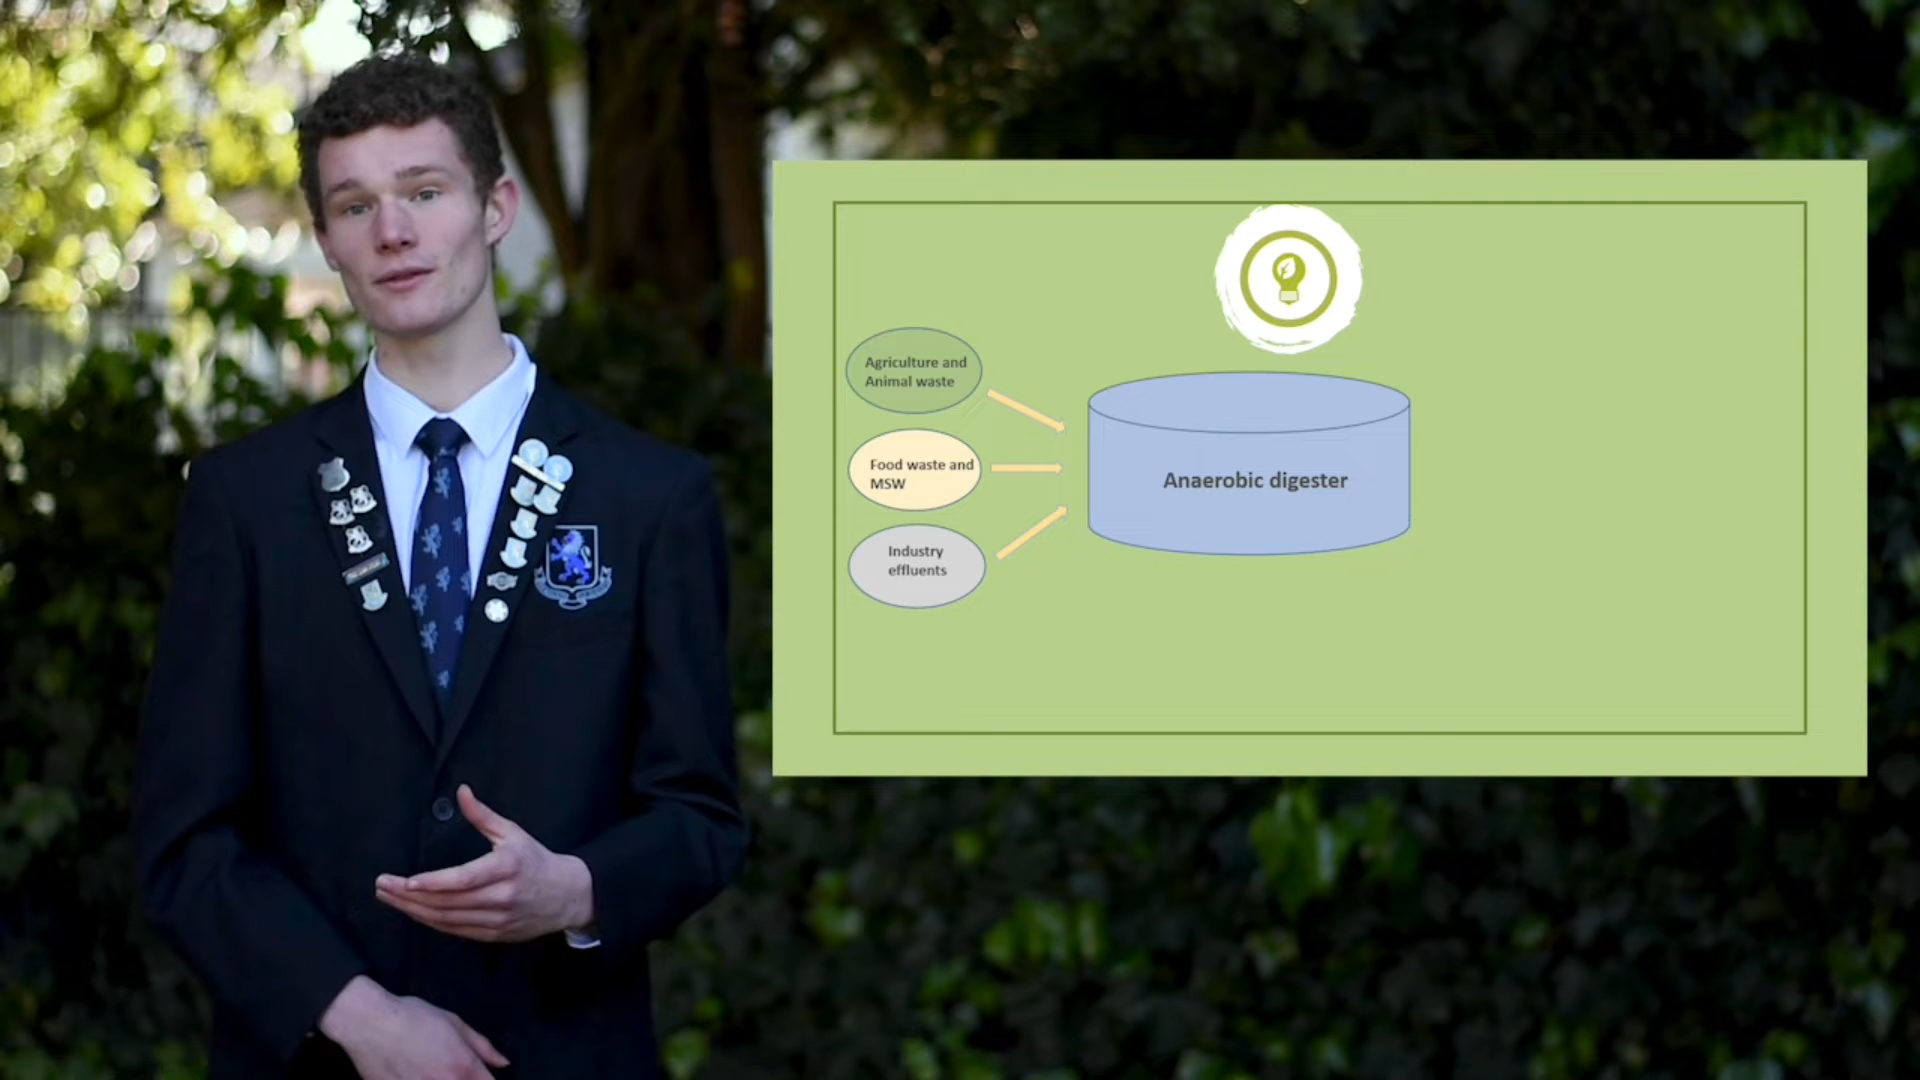 Agriculture and
Animal waste
Food waste and
MSW
Industry
effluents
Anaerobic digester